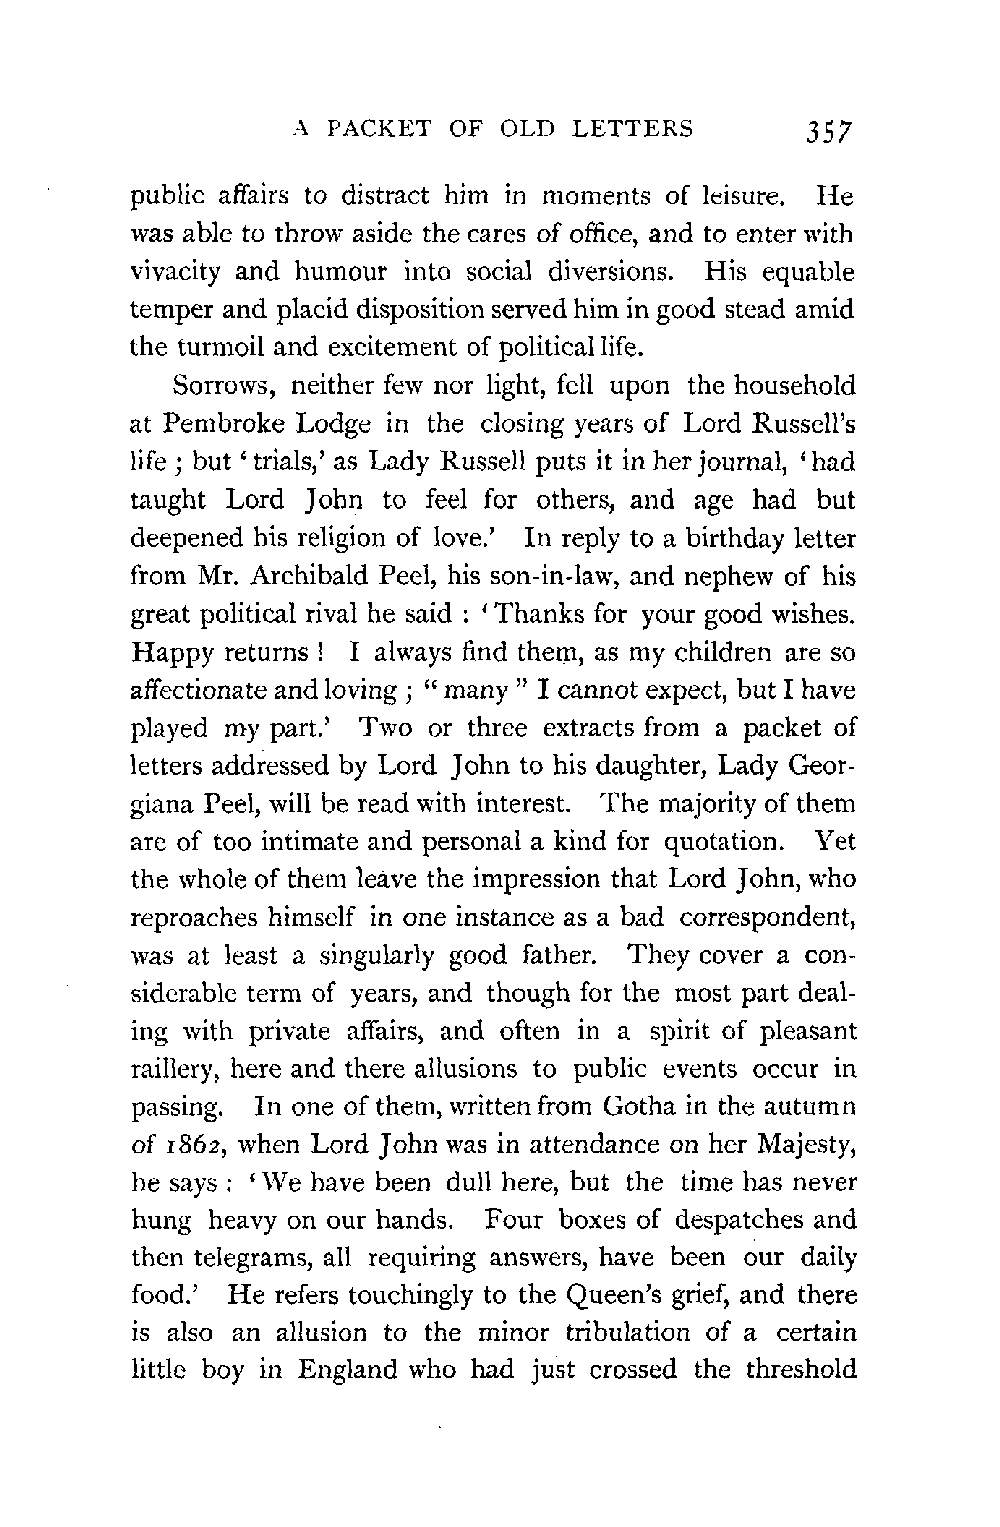 A PACKET OF OLD LETTERS 357
public affairs to distract him in moments of leisure. He
was able to throw aside the cares of office, and to enter with
vivacity and humour into social diversions. His equable
temper and placid disposition served him in good stead amid
the turmoil and excitement of political life.
Sorrows, neither few nor light, fell upon the household
at Pembroke Lodge in the closing years of Lord Russell's
life ; but ‘ trials,’ as Lady Russell puts it in her journal, ‘ had
taught Lord John to feel for others, and age had but
deepened his religion of love.’ In reply to a birthday letter
from Mr. Archibald Peel, his son-in-law, and nephew of his
great political rival he said : ‘ Thanks for your good wishes.
Happy returns ! I always find them, as my children are so
affectionate and loving ; “ many ” I cannot expect, but I have
played my part.’ Two or three extracts from a packet of
letters addressed by Lord John to his daughter, Lady Geor-
giana Peel, will be read with interest. The majority of them
are of too intimate and personal a kind for quotation. Yet
the whole of them leave the impression that Lord John, who
reproaches himself in one instance as a bad correspondent,
was at least a singularly good father. They cover a con-
siderable term of years, and though for the most part deal-
ing with private affairs, and often in a spirit of pleasant
raillery, here and there allusions to public events occur in
passing. In one of them, written from Gotha in the autumn
of 1862, when Lord John was in attendance on her Majesty,
he says : ‘ We have been dull here, but the time has never
hung heavy on our hands. Four boxes of despatches and
then telegrams, all requiring answers, have been our daily
food.’ He refers touchingly to the Queen's grief, and there
is also an allusion to the minor tribulation of a certain
little boy in England who had just crossed the threshold